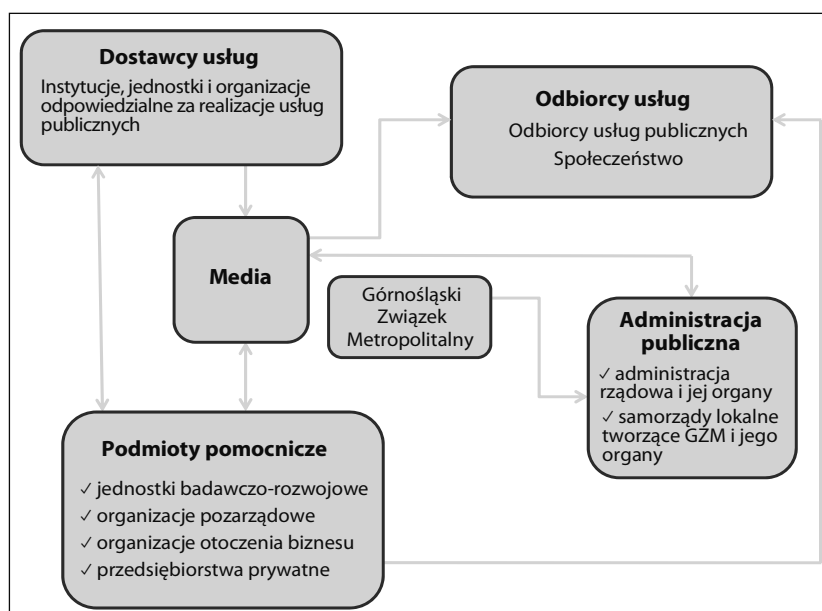 Dostawcy usług
Instytucje, jednostki i organizacje
odpowiedzialne za realizacje usług
publicznych
Odbiorcy usług
Odbiorcy usług publicznych
Społeczeństwo
Media
Górnośląski
Związek
Metropolitalny
Administracja
publiczna
✓ administracja
rządowa i jej organy
✓ samorządy lokalne
tworzące GZM i jego
organy
Podmioty pomocnicze
✓ jednostki badawczo-rozwojowe
✓ organizacje pozarządowe
✓ organizacje otoczenia biznesu
✓ przedsiębiorstwa prywatne